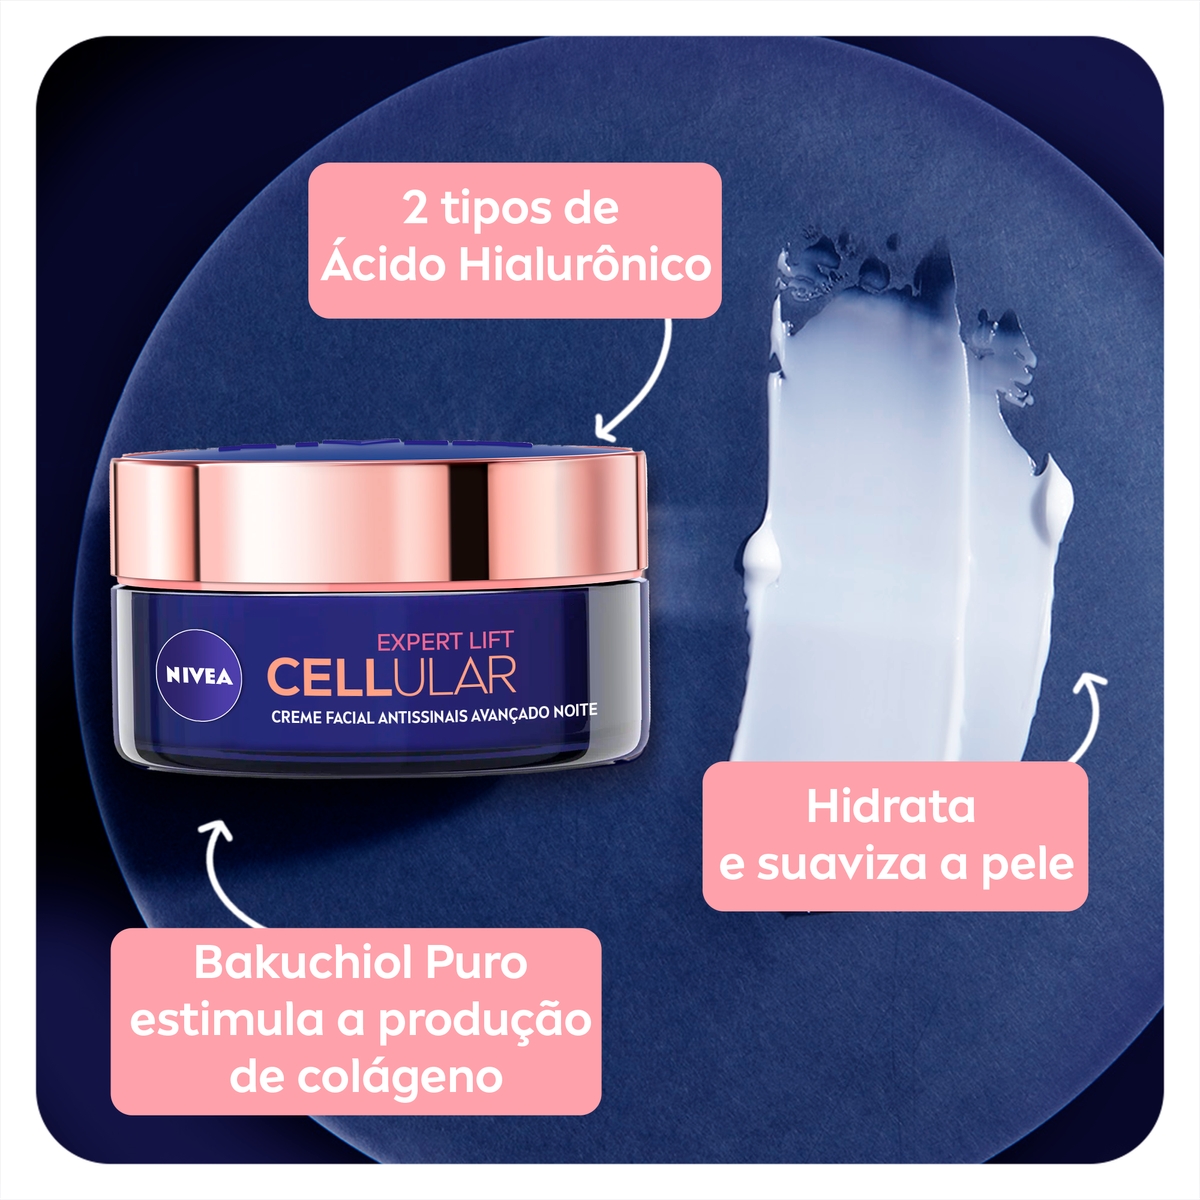 2 tipos de
Ácido Hialurônico
NIVEA
EXPERT LIFT
CELLULAR
CREME FACIAL ANTISSINAIS AVANÇADO NOITE
Hidrata
e suaviza a pele
Bakuchiol Puro
estimula a produção
de colágeno